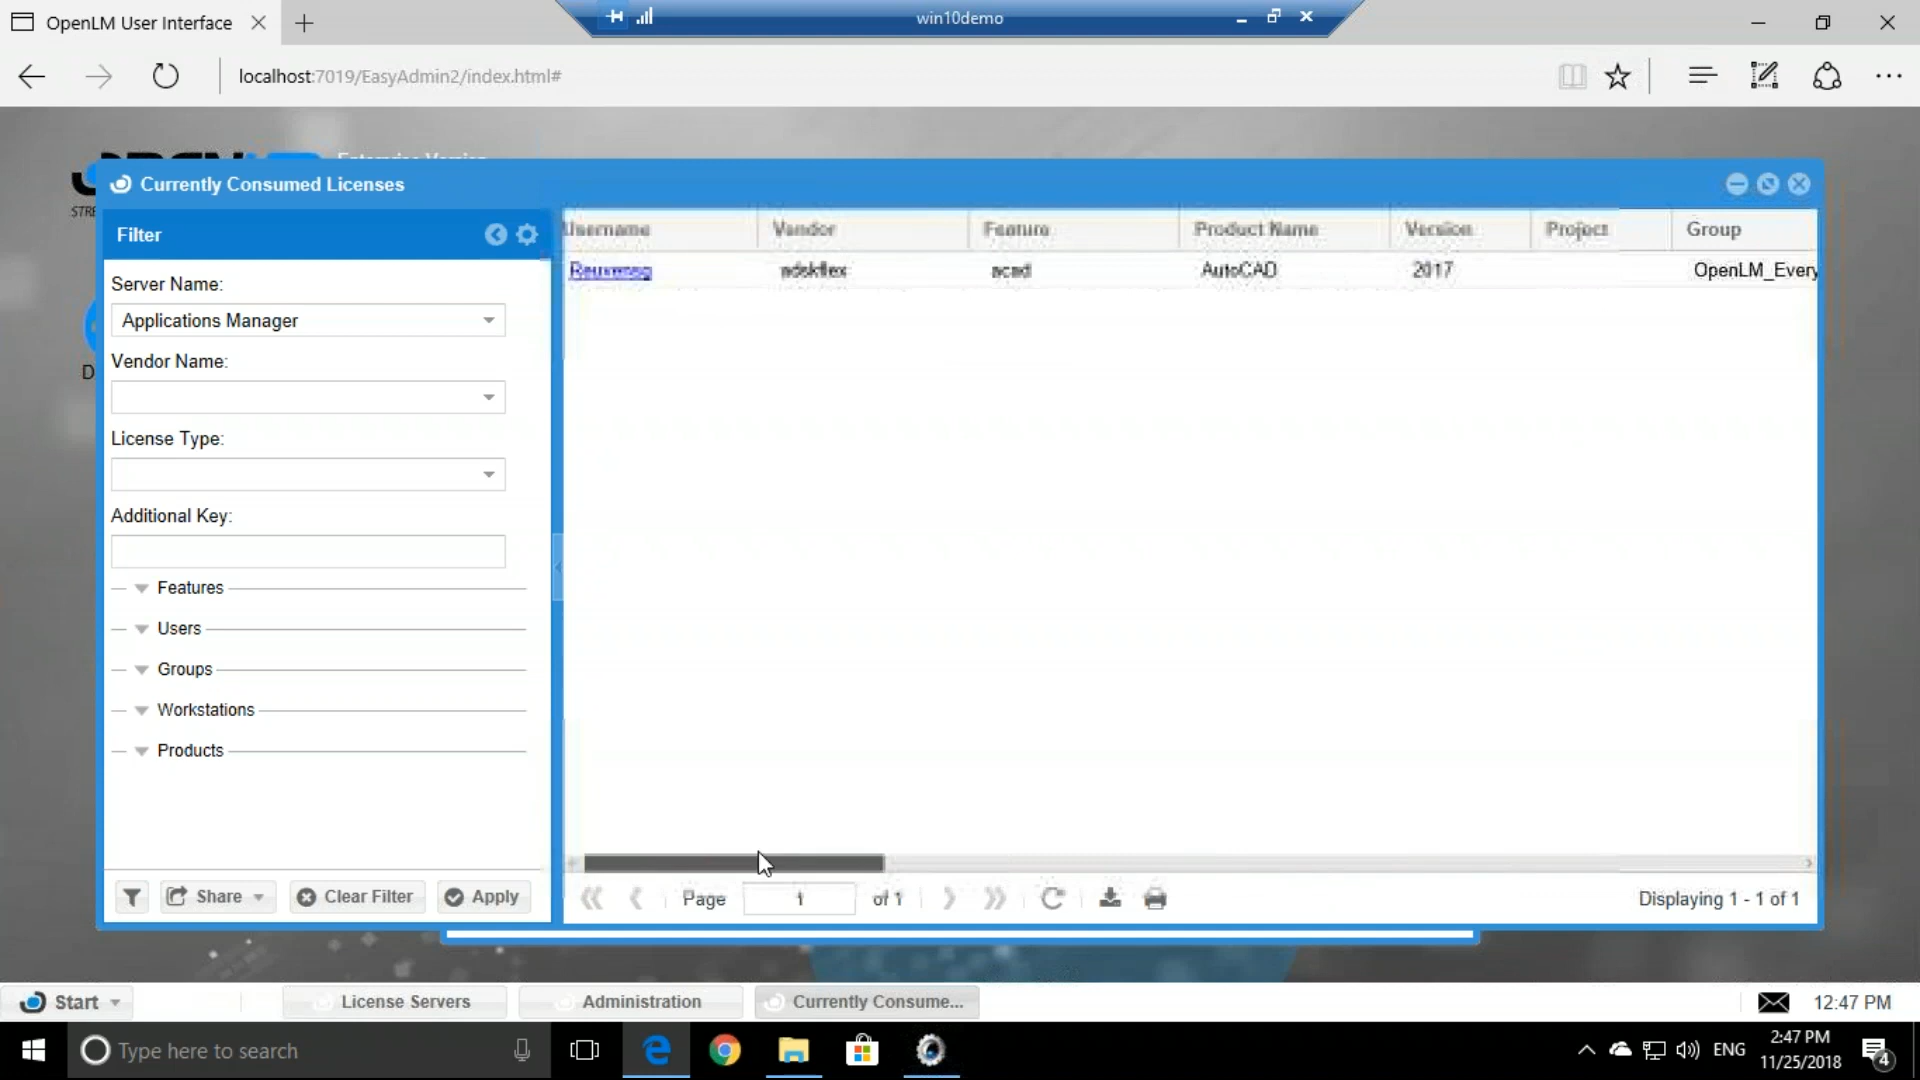 OpenLM User Interface
win10demo
localhost:7019/EasyAdmin2/index.html#
Currently Consumed Licenses
Filter
Username Vendor Feature Product Name Version Project Group
adskflex acad AutoCAD 2017 OpenLM_Every
Server Name:
Applications Manager
Vendor Name:
License Type:
Additional Key:
Features
Users
Groups
Workstations
Products
Share Clear Filter Apply
Page 1 of 1
Displaying 1 - 1 of 1
Start License Servers Administration Currently Consume... 12:47 PM
Type here to search
ENG
2:47 PM
11/25/2018
4